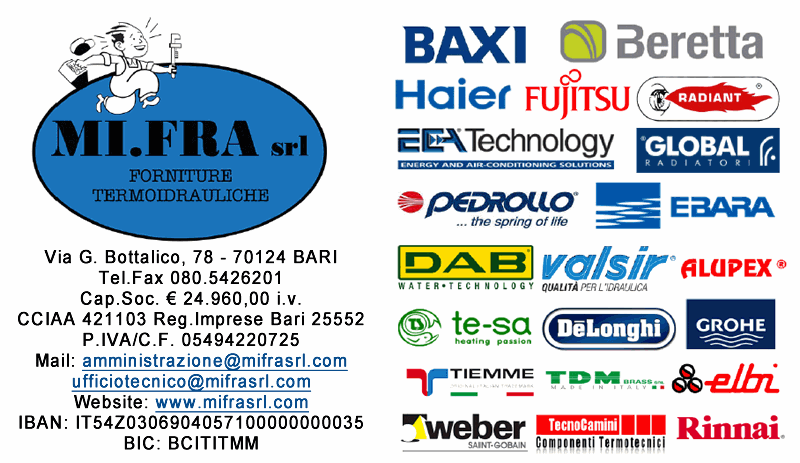 MI.FRA srl
FORNITURE
TERMOIDRAULICHE
Via G. Bottalico, 78 - 70124 BARI
Tel.Fax 080.5426201
Cap.Soc. € 24.960,00 i.v.
CCIAA 421103 Reg.Imprese Bari 25552
P.IVA/C.F. 05494220725
Mail: amministrazione@mifrasrl.com
ufficiotecnico@mifrasrl.com
Website: www.mifrasrl.com
IBAN: IT54Z0306904057100000000035
BIC: BCITITMM
BAXI Beretta
Haier FUJITSU RADIANT®
Technology
ENERGY AND AIR-CONDITIONING SOLUTIONS
GLOBAL
RADIATORI
PEDROLLO®
... the spring of life
EBARA
DAB®
WATER•TECHNOLOGY
valsir®
QUALITÀ PER L'IDRAULICA
ALUPEX®
te-sa
heating passion
DeLonghi
GROHE
TIEMME
TDM BRASS
MADE IN ITALY
elbi
weber
SAINT-GOBAIN
TecnoCamini
Componenti Termotecnici
Rinnai